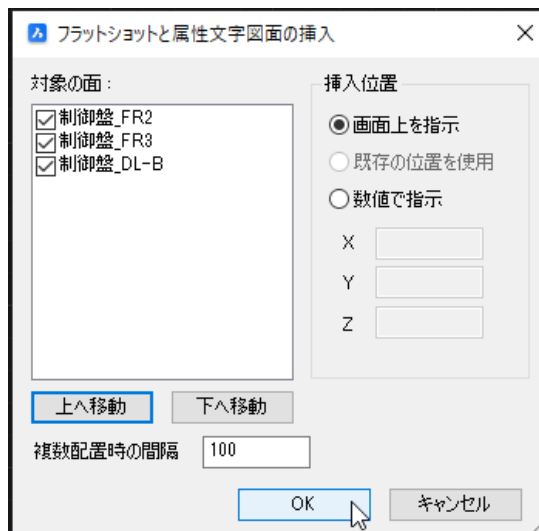 フラットショットと属性文字図面の挿入
対象の面：
制御盤_FR2
制御盤_FR3
制御盤_DL-B
上へ移動
下へ移動
複数配置時の間隔
100
挿入位置
画面上を指示
既存の位置を使用
数値で指示
X
Y
Z
OK
キャンセル